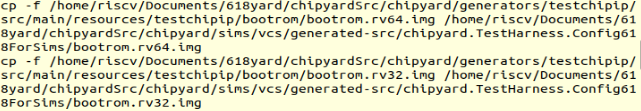 cp -f /home/riscv/Documents/618yard/chipyardSrc/chipyard/generators/testchipip/
src/main/resources/testchipip/bootrom/bootrom.rv64.img /home/riscv/Documents/61
8yard/chipyardSrc/chipyard/sims/vcs/generated-src/chipyard.TestHarness.Config61
8ForSims/bootrom.rv64.img
cp -f /home/riscv/Documents/618yard/chipyardSrc/chipyard/generators/testchipip/
src/main/resources/testchipip/bootrom/bootrom.rv32.img /home/riscv/Documents/61
8yard/chipyardSrc/chipyard/sims/vcs/generated-src/chipyard.TestHarness.Config61
8ForSims/bootrom.rv32.img